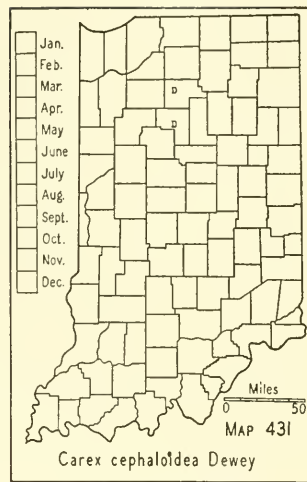 Jan.
Feb.
Mar.
Apr.
May
June
July
Aug.
Sept.
Oct.
Nov.
Dec.
D
D
Miles
0 50
MAP 431
Carex cephaloidea Dewey